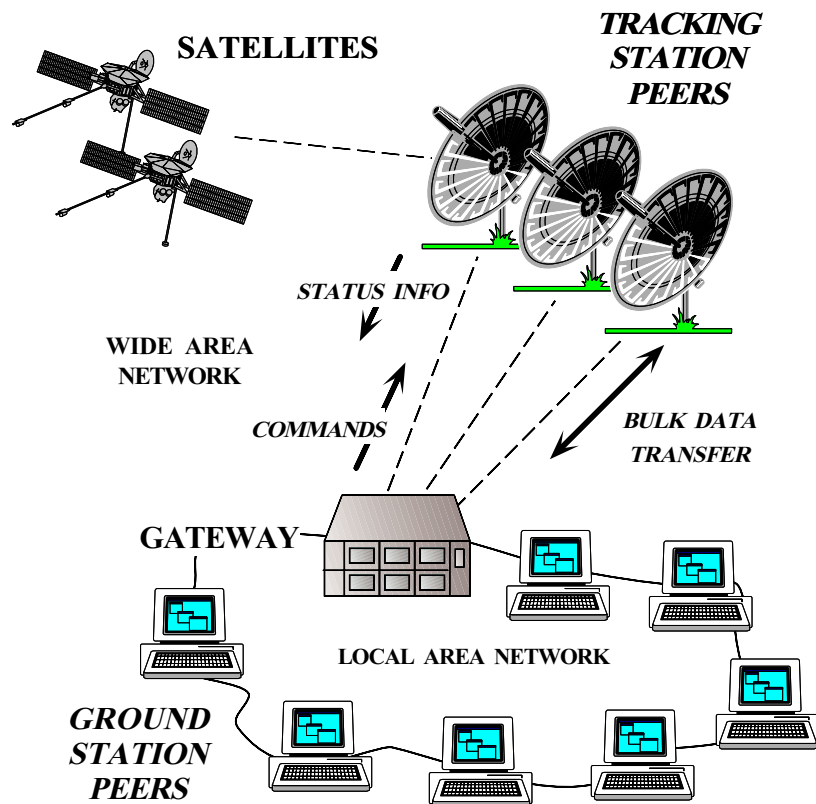 SATELLITES
TRACKING
STATION
PEERS
STATUS INFO
WIDE AREA
NETWORK
COMMANDS
BULK DATA
TRANSFER
GATEWAY
LOCAL AREA NETWORK
GROUND
STATION
PEERS